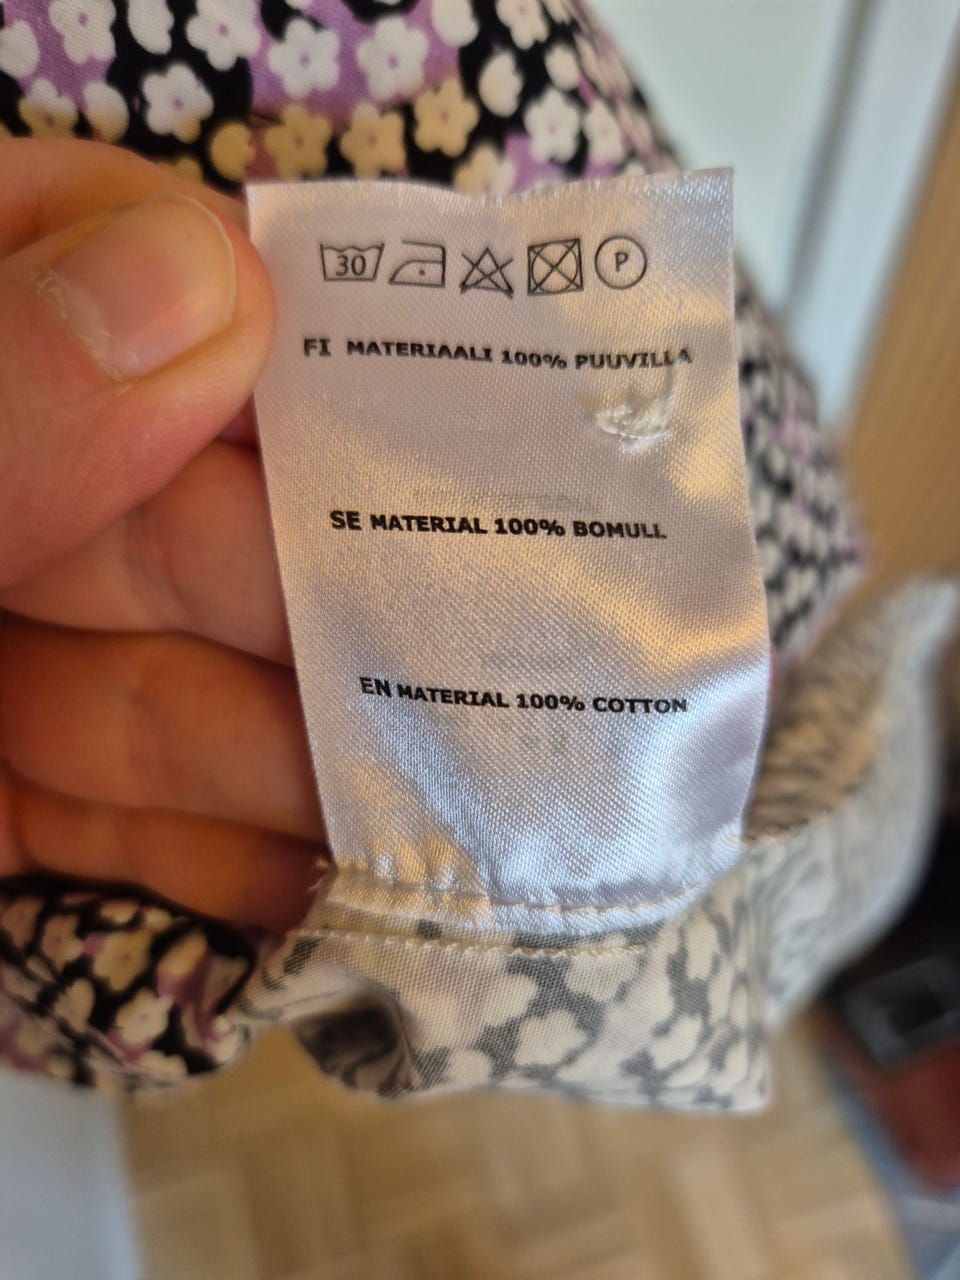 30 P
FI MATERIAALI 100% PUUVILLA
SE MATERIAL 100% BOMULL
EN MATERIAL 100% COTTON